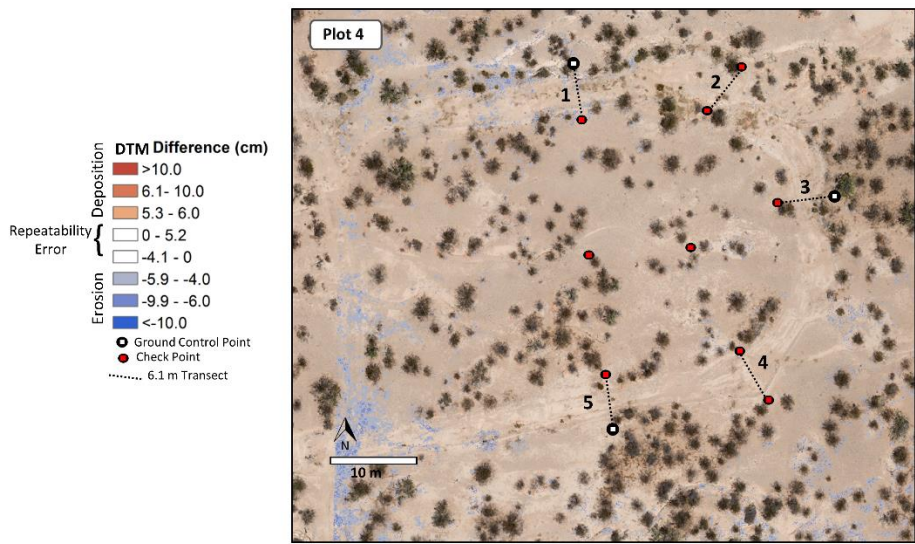 Plot 4
DTM Difference (cm)
Deposition
>10.0
6.1- 10.0
5.3 - 6.0
Repeatability
Error
{
0 - 5.2
-4.1 - 0
Erosion
-5.9 - -4.0
-9.9 - -6.0
<-10.0
Ground Control Point
Check Point
6.1 m Transect
1
2
3
4
5
N
10 m